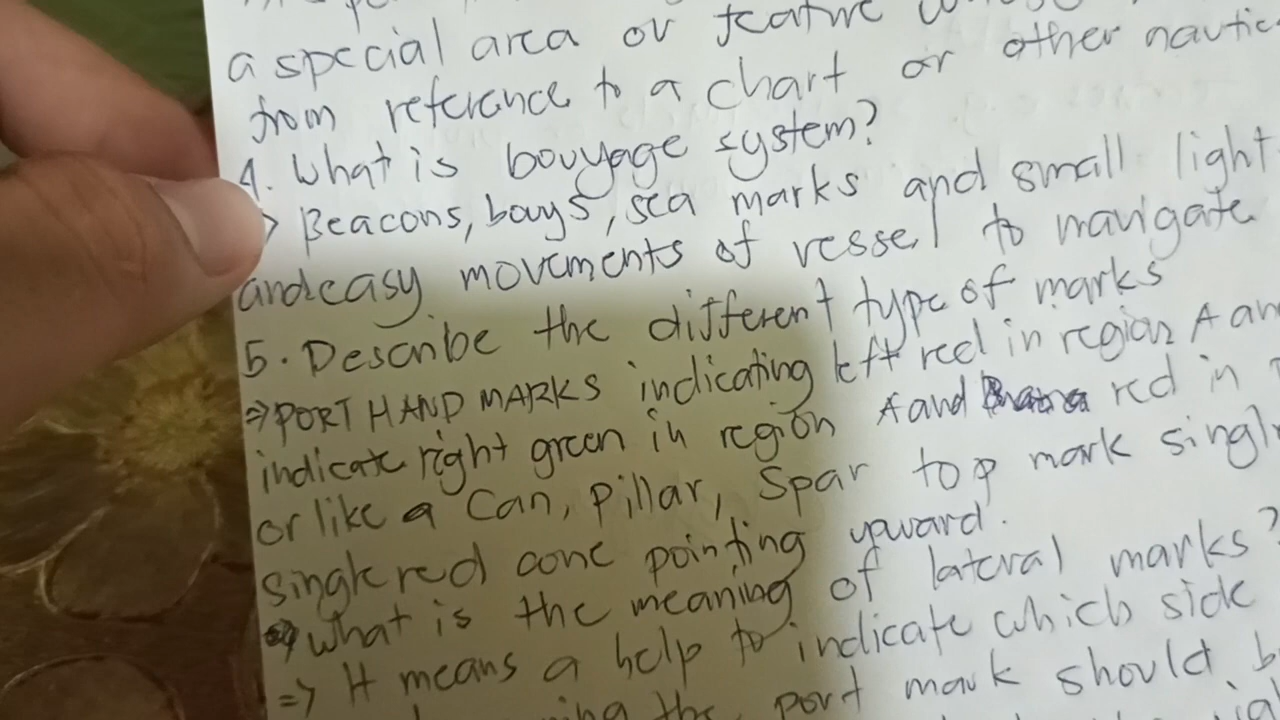 a special area or feature
from reference to a chart or other nautic
4. What is bouyage system?
Beacons, bouys, sea marks and small light
and easy movements of vessel to navigate
5. Describe the different type of marks
⇒ PORT HAND MARKS indicating left red in region A an
indicate right green in region A and red in
or like a Can, pillar, Spar top mark singl
single red cone pointing upward.
What is the meaning of lateral marks?
⇒ It means a help to indicate which side
the port mark should b